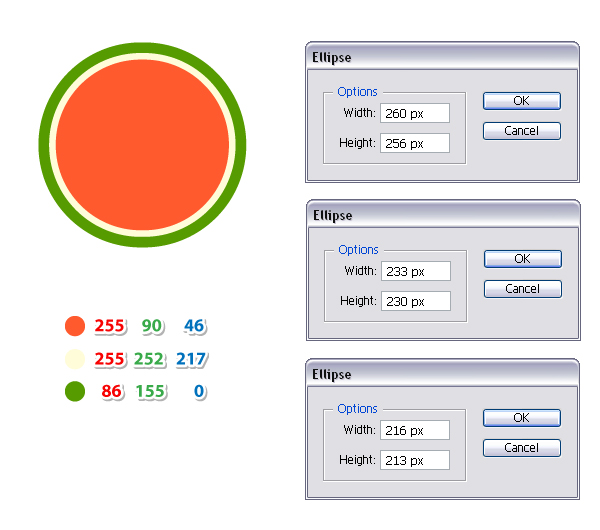 Ellipse
Options
Width: 260 px
Height: 256 px
OK
Cancel
Ellipse
Options
Width: 233 px
Height: 230 px
OK
Cancel
Ellipse
Options
Width: 216 px
Height: 213 px
OK
Cancel
255 90 46
255 252 217
86 155 0